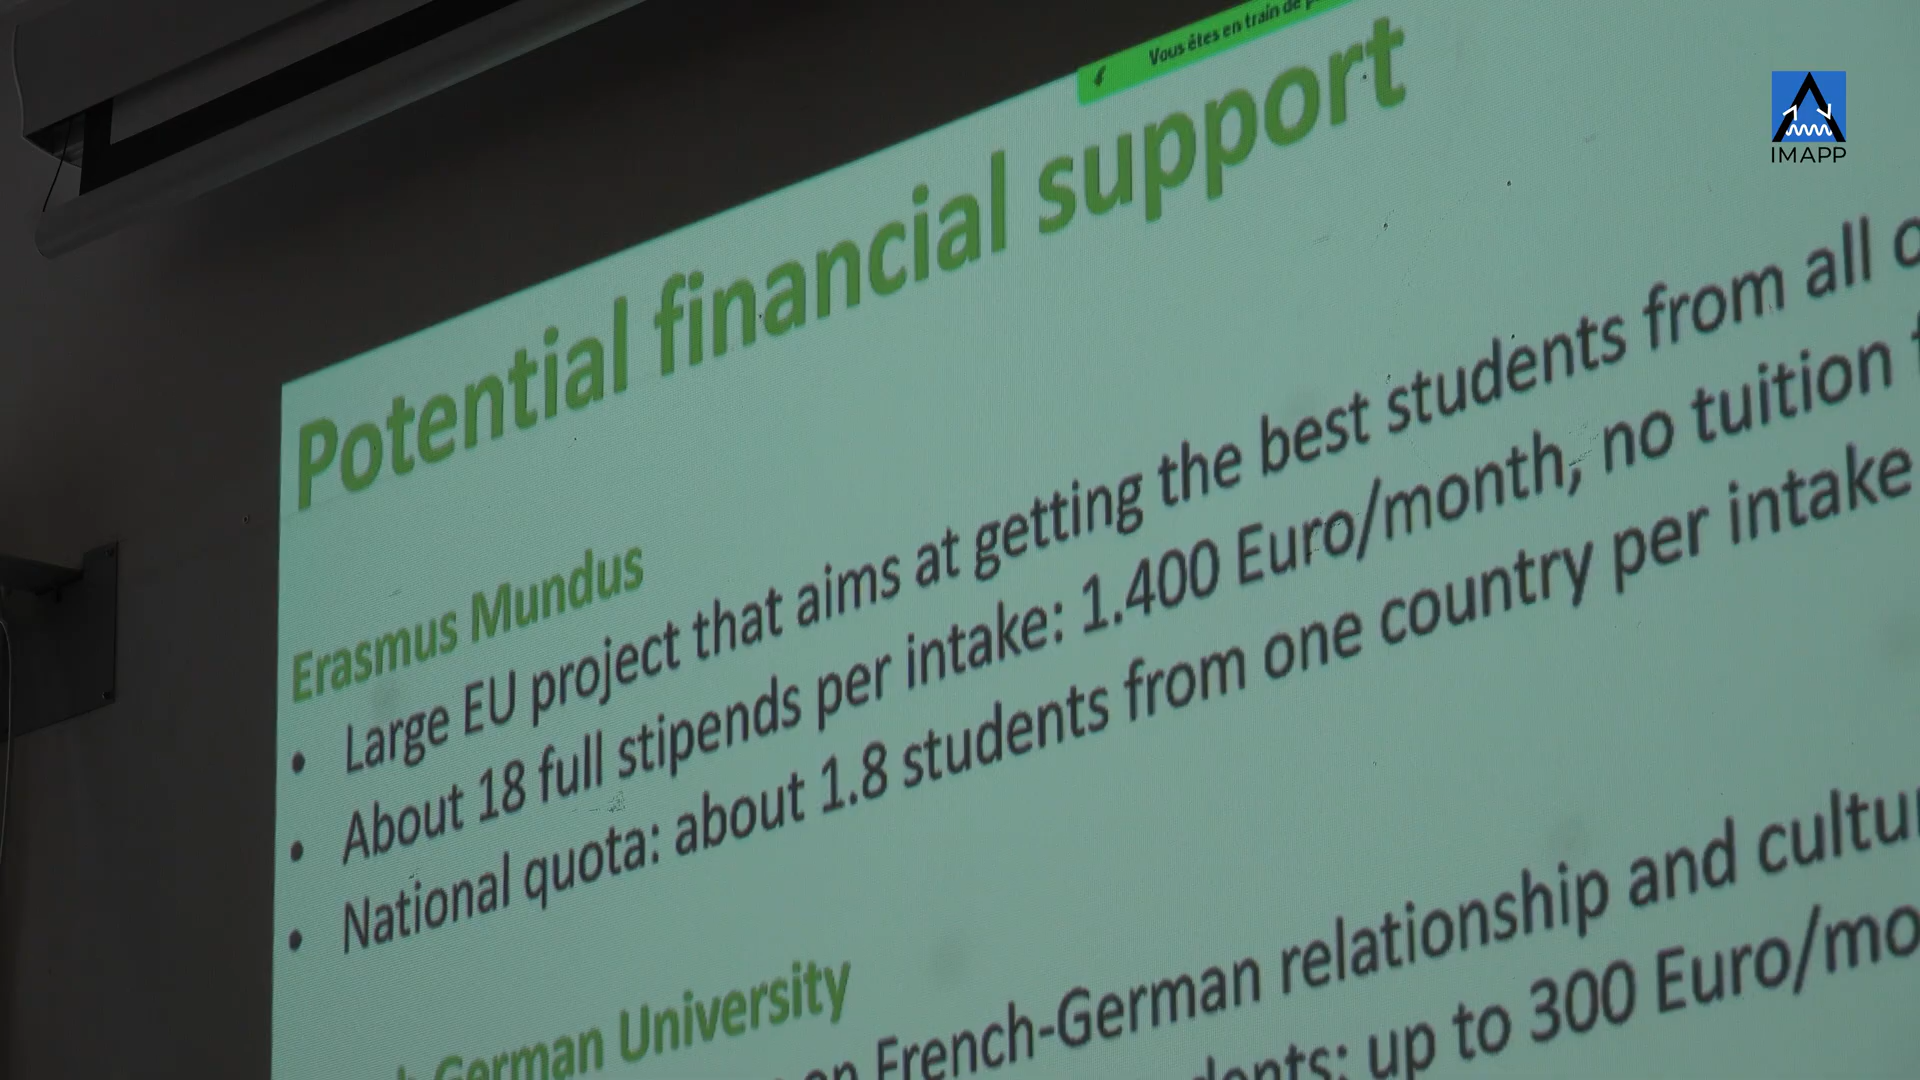 Vous êtes en train de
IMAPP
Potential financial support
Erasmus Mundus
• Large EU project that aims at getting the best students from all
• About 18 full stipends per intake: 1.400 Euro/month, no tuition
• National quota: about 1.8 students from one country per intake
German University
on French-German relationship and
up to 300 Euro/